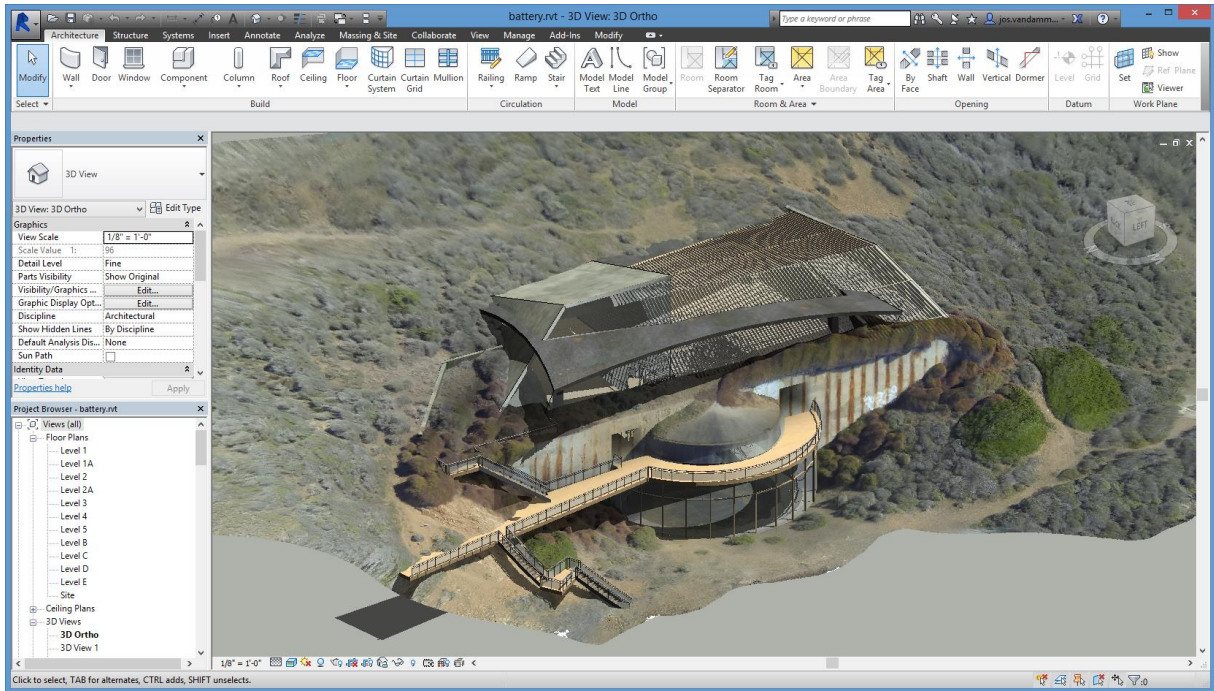 battery.rvt - 3D View: 3D Ortho
Type a keyword or phrase
jos.vandamm...
Architecture Structure Systems Insert Annotate Analyze Massing & Site Collaborate View Manage Add-Ins Modify
Modify Wall Door Window Component Column Roof Ceiling Floor Curtain System Curtain Grid Mullion Railing Ramp Stair Model Text Model Line Model Group Room Room Separator Tag Room Area Area Boundary Tag Area By Face Shaft Wall Vertical Dormer Level Grid Set Show
Ref Plane
Viewer
Select Build Circulation Model Room & Area Opening Datum Work Plane
Properties
3D View
3D View: 3D Ortho Edit Type
Graphics
View Scale 1/8" = 1'-0"
Scale Value 1: 96
Detail Level Fine
Parts Visibility Show Original
Visibility/Graphics ... Edit...
Graphic Display Opt... Edit...
Discipline Architectural
Show Hidden Lines By Discipline
Default Analysis Dis... None
Sun Path
Identity Data
Properties help Apply
Project Browser - battery.rvt
Views (all)
Floor Plans
Level 1
Level 1A
Level 2
Level 2A
Level 3
Level 4
Level 5
Level B
Level C
Level D
Level E
Site
Ceiling Plans
3D Views
3D Ortho
3D View 1
LEFT
1/8" = 1'-0"
Click to select, TAB for alternates, CTRL adds, SHIFT unselects.
:0